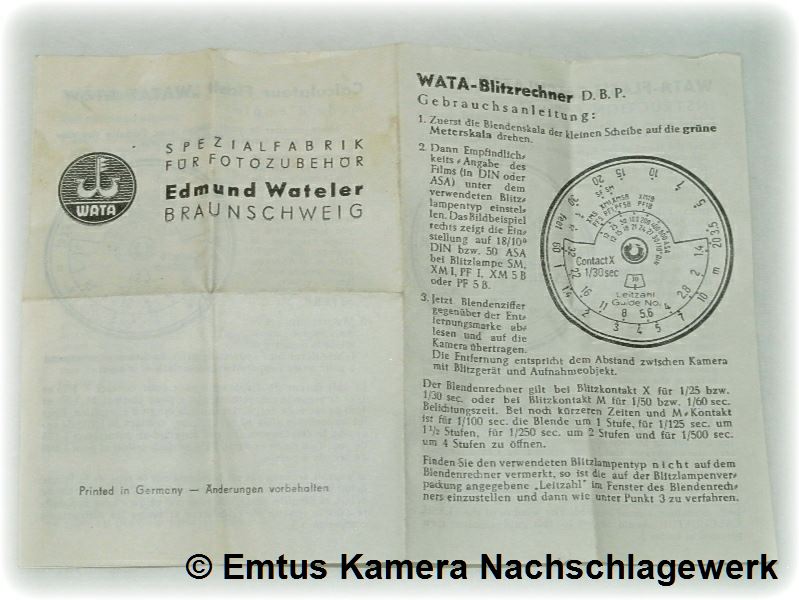 SPEZIALFABRIK
FÜR FOTOZUBEHÖR
Edmund Wateler
BRAUNSCHWEIG
WATA
Printed in Germany — Änderungen vorbehalten
WATA-Blitzrechner D. B. P.
Gebrauchsanleitung:
1. Zuerst die Blendenskala der kleinen Scheibe auf die grüne
Meterskala drehen.
2. Dann Empfindlich-
keits-Angabe des
Films (in DIN oder
ASA) unter dem
verwendeten Blitz-
lampentyp einstel-
len. Das Bildbeispiel
rechts zeigt die Ein-
stellung auf 18/10°
DIN bzw. 50 ASA
bei Blitzlampe SM,
XM I, PF I, XM 5 B
oder PF 5 B.
3. Jetzt Blendenziffer
gegenüber der Ent-
fernungsmarke ab-
lesen und auf die
Kamera übertragen.
Die Entfernung entspricht dem Abstand zwischen Kamera
mit Blitzgerät und Aufnahmeobjekt.
Contact X
1/30 sec
Leitzahl
Guide No.
Der Blendenrechner gilt bei Blitzkontakt X für 1/25 bzw.
1/30 sec. oder bei Blitzkontakt M für 1/50 bzw. 1/60 sec.
Belichtungszeit. Bei noch kürzeren Zeiten und M-Kontakt
ist für 1/100 sec. die Blende um 1 Stufe, für 1/125 sec. um
1 1/2 Stufen, für 1/250 sec. um 2 Stufen und für 1/500 sec.
um 4 Stufen zu öffnen.
Finden Sie den verwendeten Blitzlampentyp nicht auf dem
Blendenrechner vermerkt, so ist die auf der Blitzlampenver-
packung angegebene „Leitzahl" im Fenster des Blendenrech-
ners einzustellen und dann wie unter Punkt 3 zu verfahren.
© Emtus Kamera Nachschlagewerk